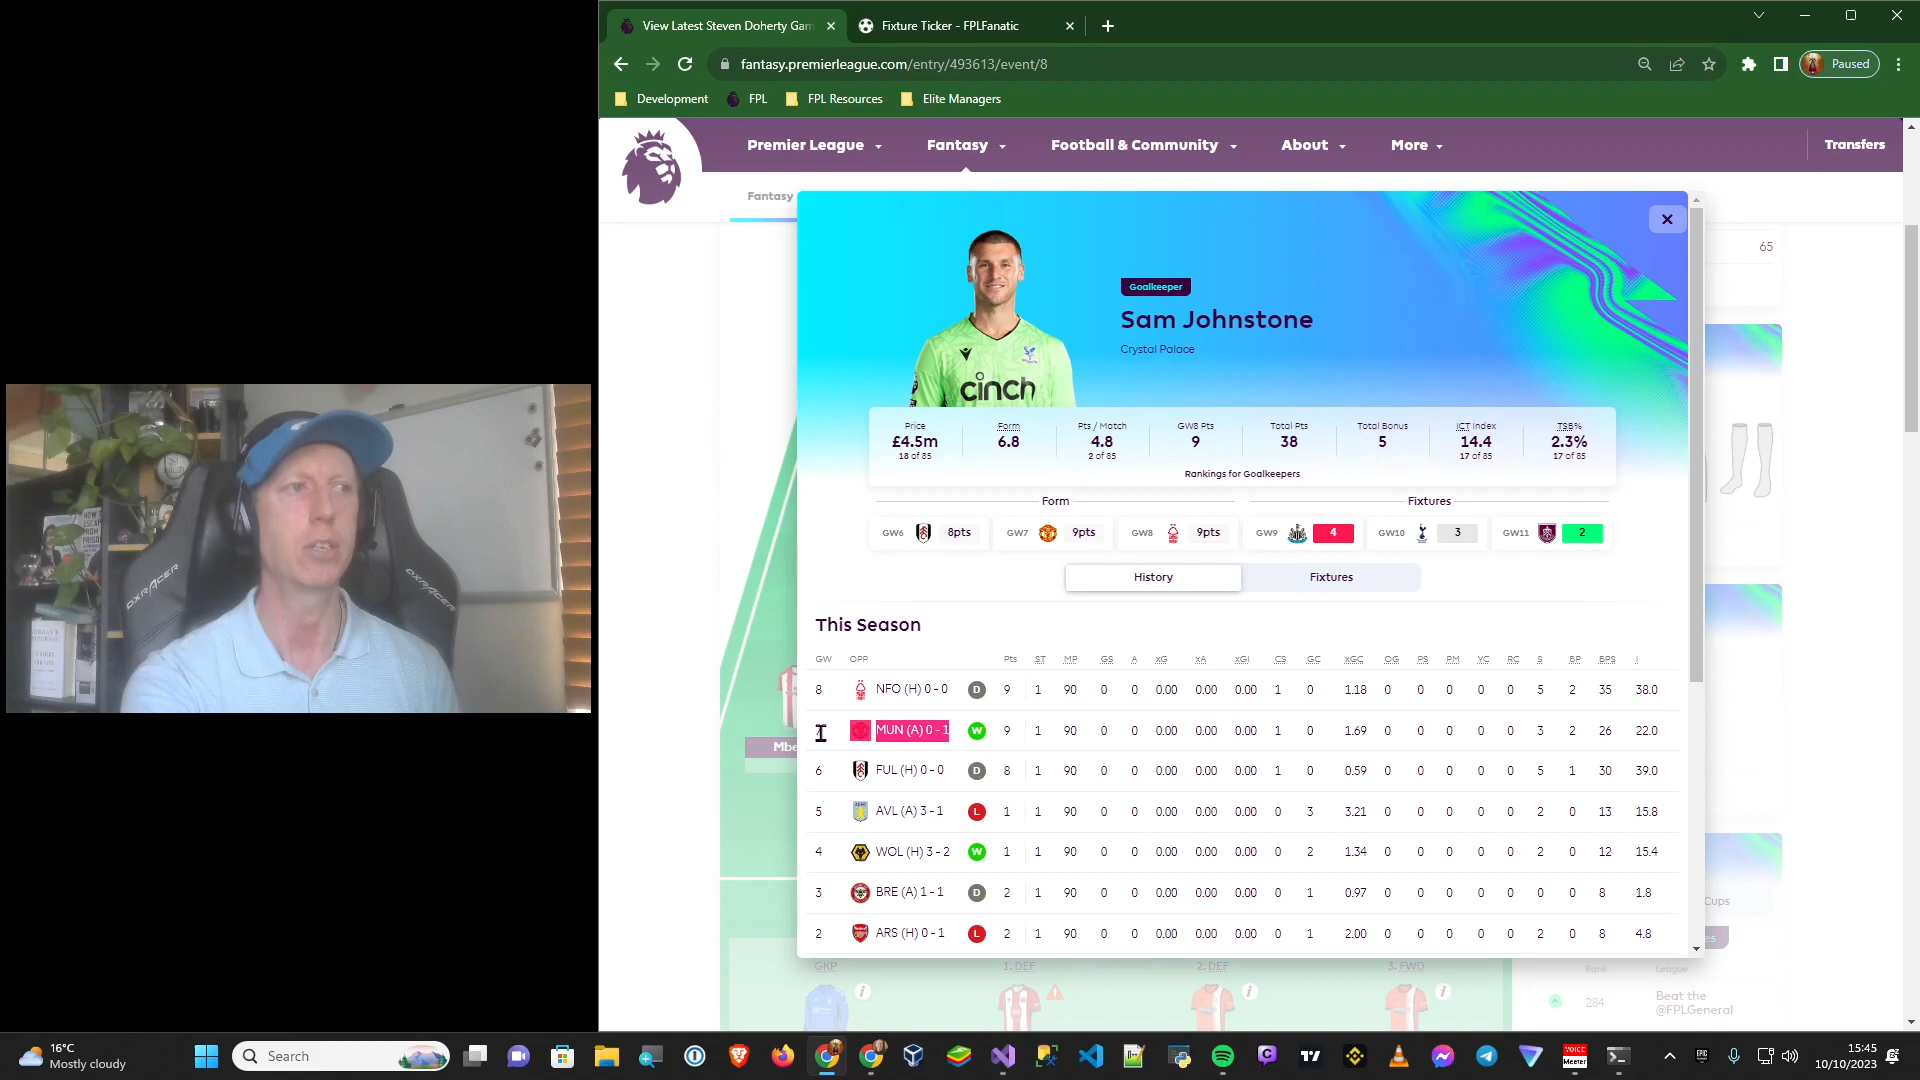 View Latest Steven Doherty Gam
Fixture Ticker - FPLFanatic
fantasy.premierleague.com/entry/493613/event/8
Paused
Development
FPL
FPL Resources
Elite Managers
Premier League
Fantasy
Football & Community
About
More
Transfers
Fantasy
65
Goalkeeper
Sam Johnstone
Crystal Palace
cinch
Price Form Pts / Match GW8 Pts Total Pts Total Bonus ICT Index TSB%
£4.5m 6.8 4.8 9 38 5 14.4 2.3%
18 of 85 2 of 85 17 of 85 17 of 85
Rankings for Goalkeepers
Form Fixtures
GW6 8pts GW7 9pts GW8 9pts GW9 4 GW10 3 GW11 2
History Fixtures
This Season
GW OPP Pts ST MP GS A xG xA xGI CS GC xGC OG PS PM YC RC S BP BPS I
8 NFO (H) 0 - 0 D 9 1 90 0 0 0.00 0.00 0.00 1 0 1.18 0 0 0 0 0 5 2 35 38.0
MUN (A) 0 - 1 W 9 1 90 0 0 0.00 0.00 0.00 1 0 1.69 0 0 0 0 0 3 2 26 22.0
6 FUL (H) 0 - 0 D 8 1 90 0 0 0.00 0.00 0.00 1 0 0.59 0 0 0 0 0 5 1 30 39.0
5 AVL (A) 3 - 1 L 1 1 90 0 0 0.00 0.00 0.00 0 3 3.21 0 0 0 0 0 2 0 13 15.8
4 WOL (H) 3 - 2 W 1 1 90 0 0 0.00 0.00 0.00 0 2 1.34 0 0 0 0 0 2 0 12 15.4
3 BRE (A) 1 - 1 D 2 1 90 0 0 0.00 0.00 0.00 0 1 0.97 0 0 0 0 0 0 0 8 1.8
2 ARS (H) 0 - 1 L 2 1 90 0 0 0.00 0.00 0.00 0 1 2.00 0 0 0 0 0 2 0 8 4.8
Mbe
Cups
es
GKP 1. DEF 2. DEF 3. FWD
Rank League
284 Beat the
@FPLGeneral
DXRACER
DXRACER
HOW TO
ESCAPE
FROM
PRISON
16°C
Mostly cloudy
Search
VOICE
Meeter
15:45
10/10/2023